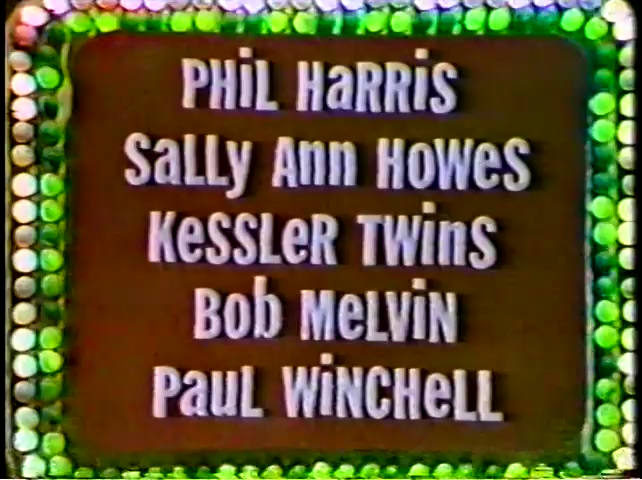 PHiL HaRRiS
SaLLy Ann HoWeS
KeSSLeR TWinS
Bob MeLViN
PauL WiNCHeLL